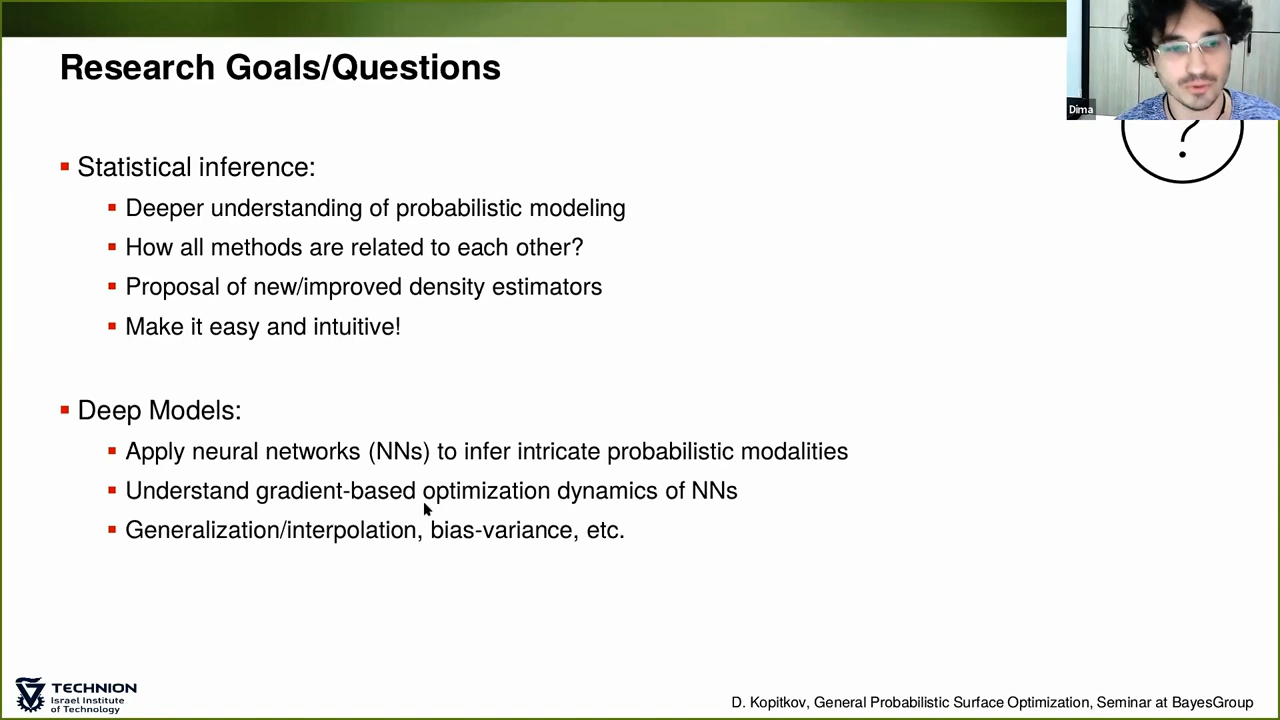 Research Goals/Questions
Dima
?
Statistical inference:
Deeper understanding of probabilistic modeling
How all methods are related to each other?
Proposal of new/improved density estimators
Make it easy and intuitive!
Deep Models:
Apply neural networks (NNs) to infer intricate probabilistic modalities
Understand gradient-based optimization dynamics of NNs
Generalization/interpolation, bias-variance, etc.
TECHNION
Israel Institute
of Technology
D. Kopitkov, General Probabilistic Surface Optimization, Seminar at BayesGroup